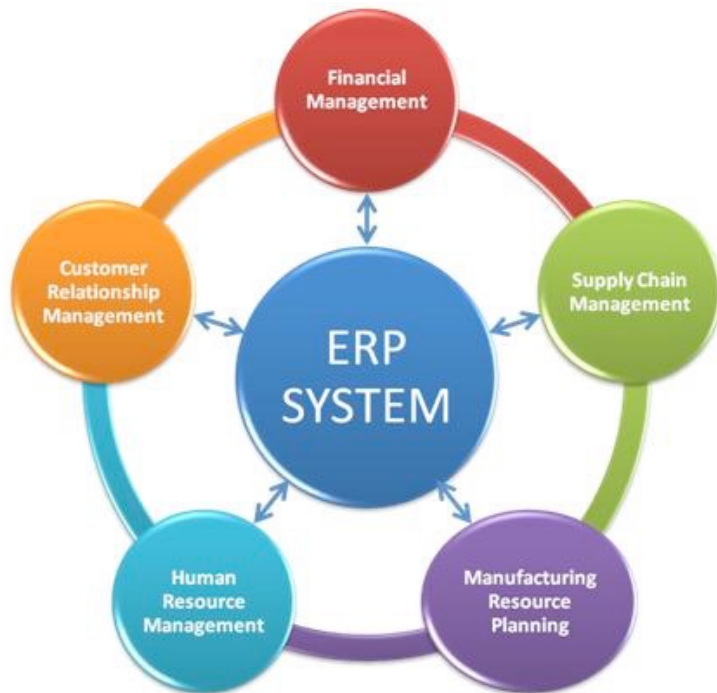 Financial
Management
Customer
Relationship
Management
Supply Chain
Management
ERP
SYSTEM
Human
Resource
Management
Manufacturing
Resource
Planning